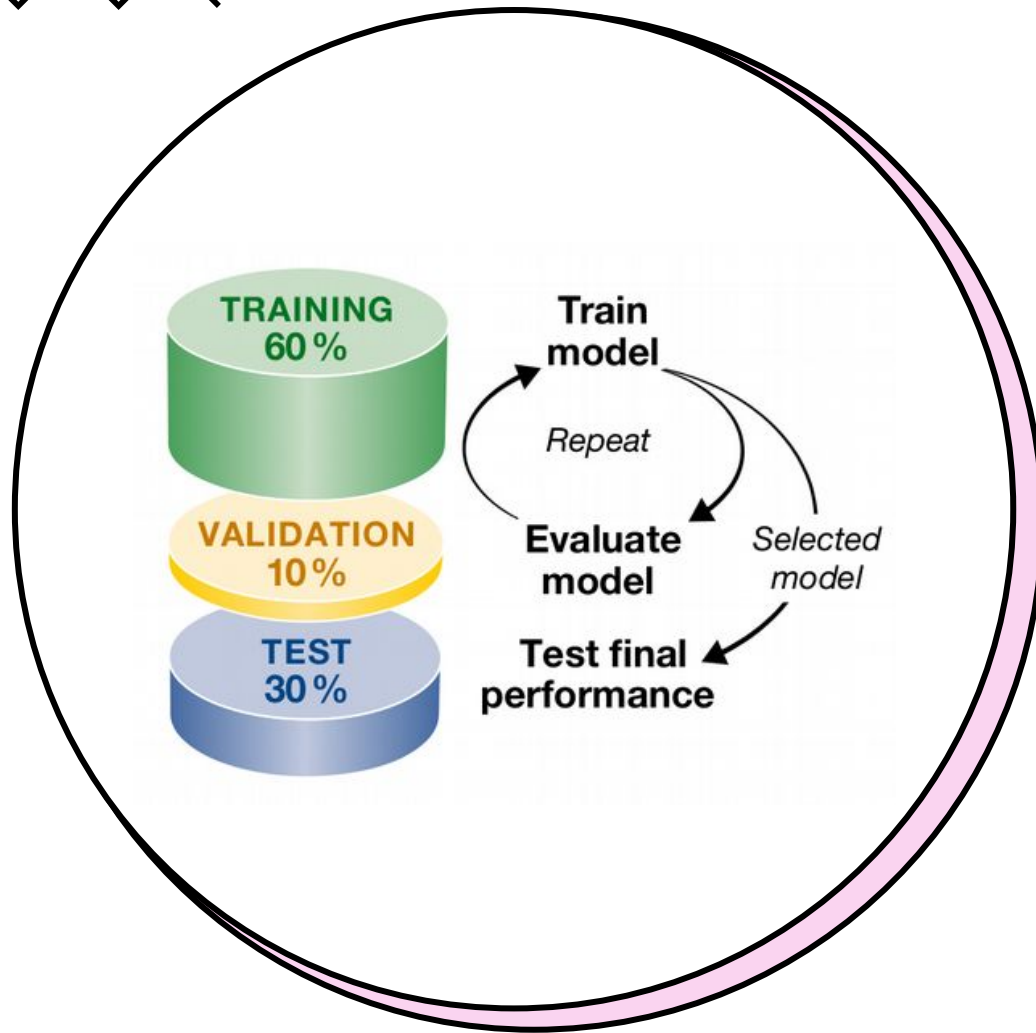 TRAINING
60 %
Train
model
Repeat
VALIDATION
10 %
Evaluate
model
Selected
model
TEST
30 %
Test final
performance